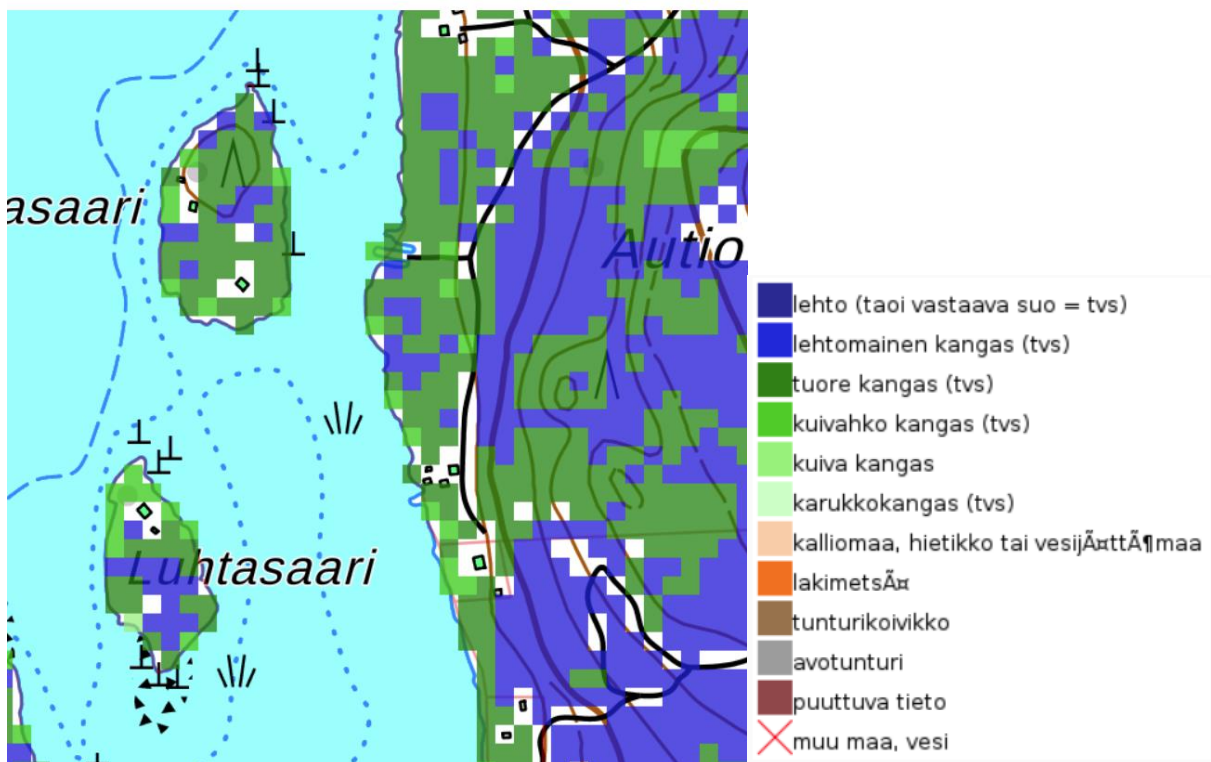 asaari
Autio
Luhtasaari
lehto (taoi vastaava suo = tvs)
lehtomainen kangas (tvs)
tuore kangas (tvs)
kuivahko kangas (tvs)
kuiva kangas
karukkokangas (tvs)
kalliomaa, hietikko tai vesijÃ¤ttÃ¶maa
lakimetsÃ¤
tunturikoivikko
avotunturi
puuttuva tieto
muu maa, vesi